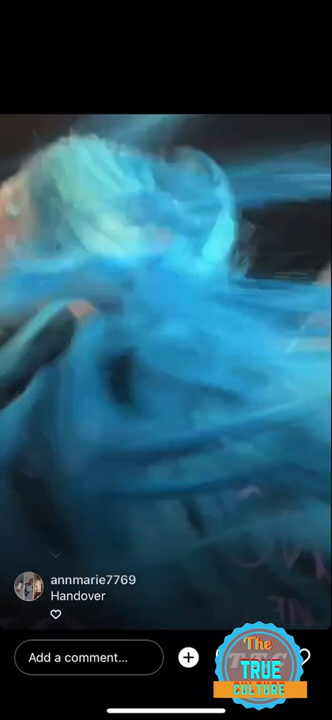 annmarie7769
Handover
Add a comment...
The
TRUE
CULTURE